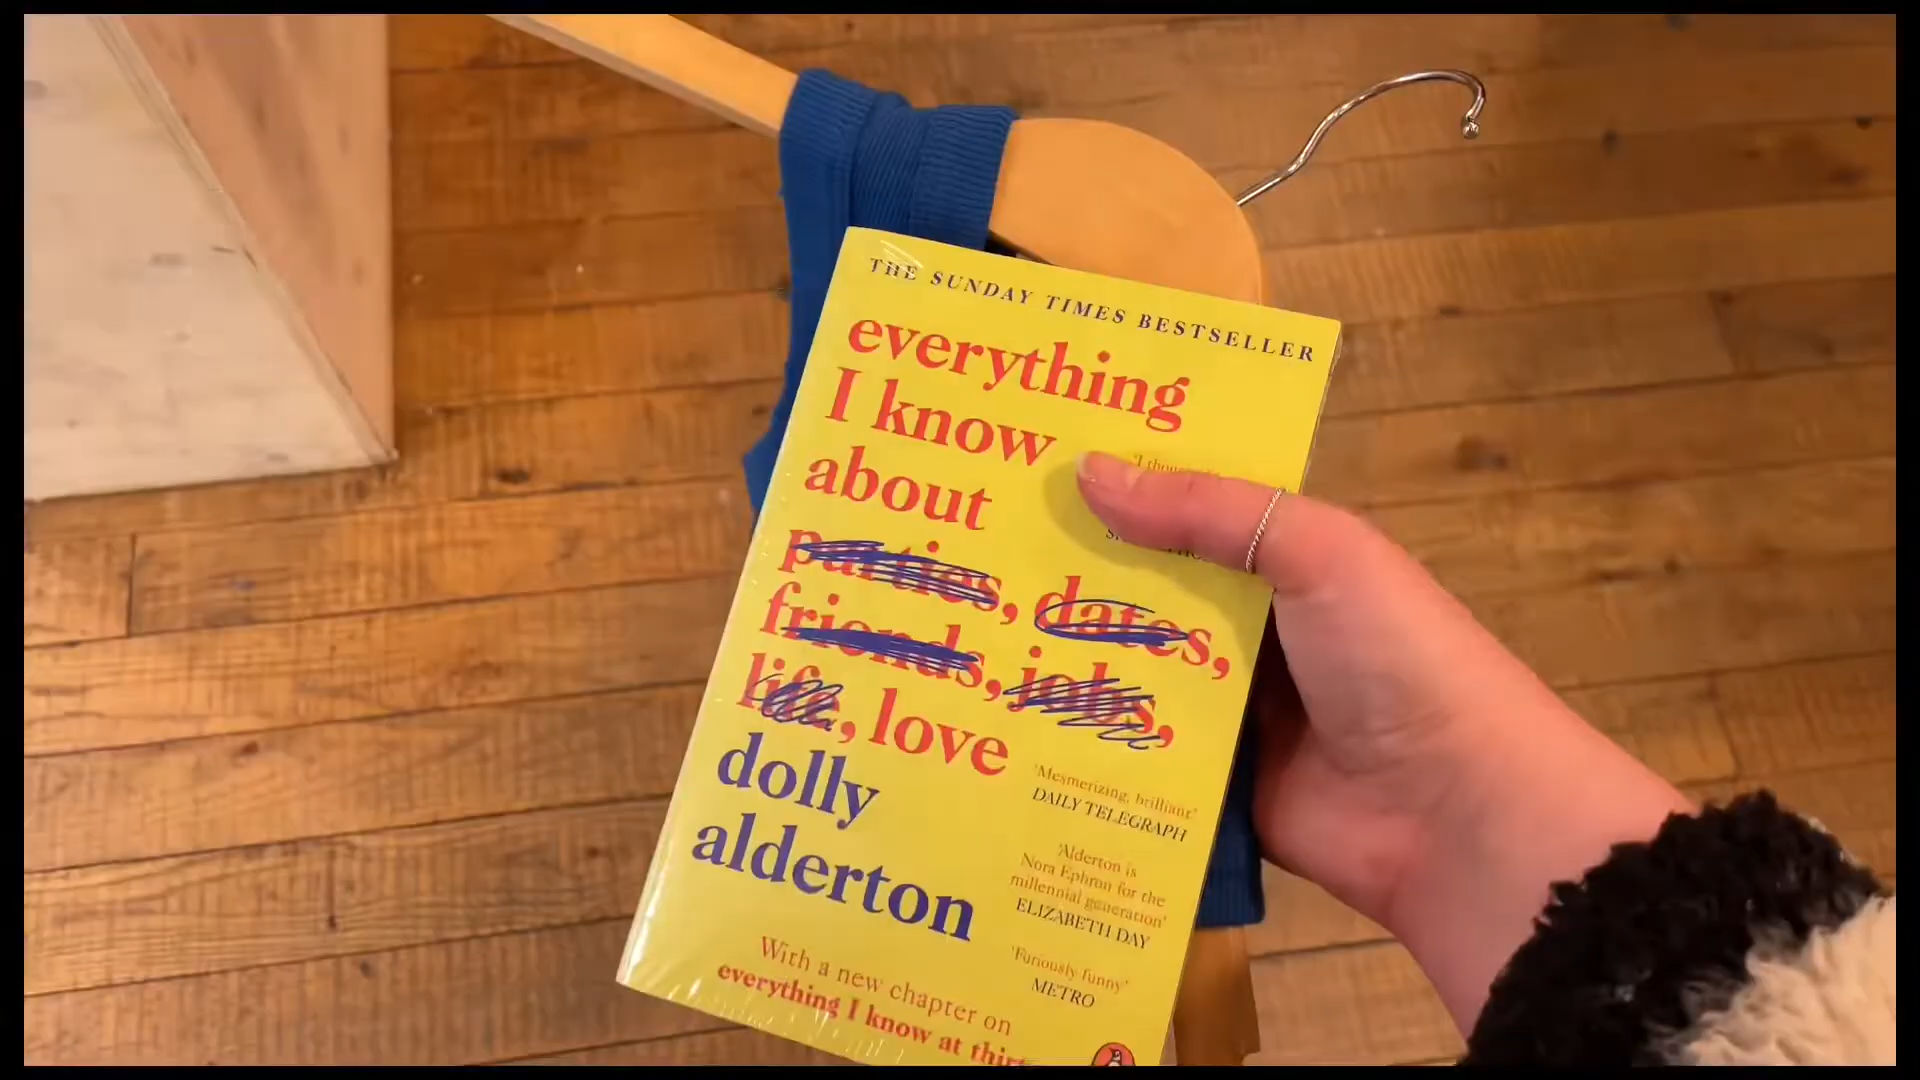 THE SUNDAY TIMES BESTSELLER
everything
I know
about
parties, dates,
friends, jobs,
life, love
dolly
alderton
'I
'Mesmerizing, brilliant'
DAILY TELEGRAPH
'Alderton is
Nora Ephron for the
millennial generation'
ELIZABETH DAY
'Furiously funny'
METRO
With a new chapter on
everything I know at